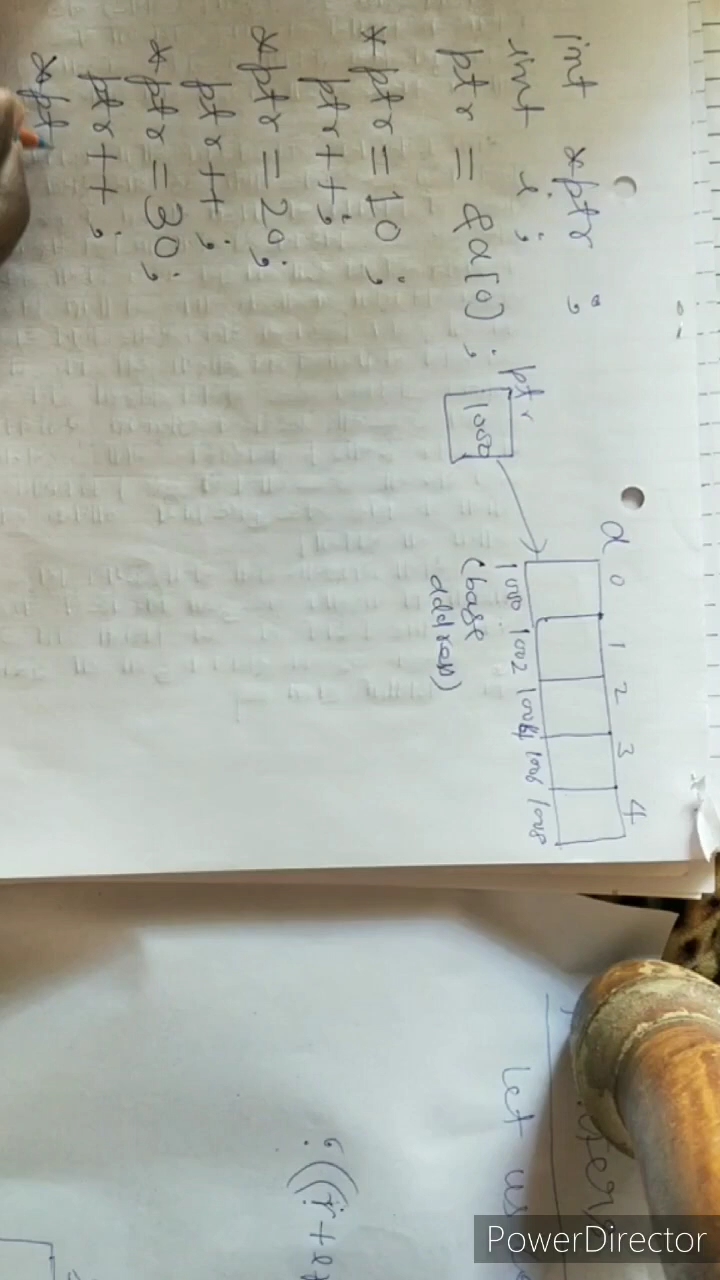 int *ptr ;
int i ;
ptr = &a[0] ;
*ptr = 10 ;
ptr++ ;
*ptr = 20 ;
ptr++ ;
*ptr = 30 ;
ptr++ ;
*pt
ptr
1000
a
0 1 2 3 4
1000 1002 1004 1006 1008
(base
address)
Let us
PowerDirector